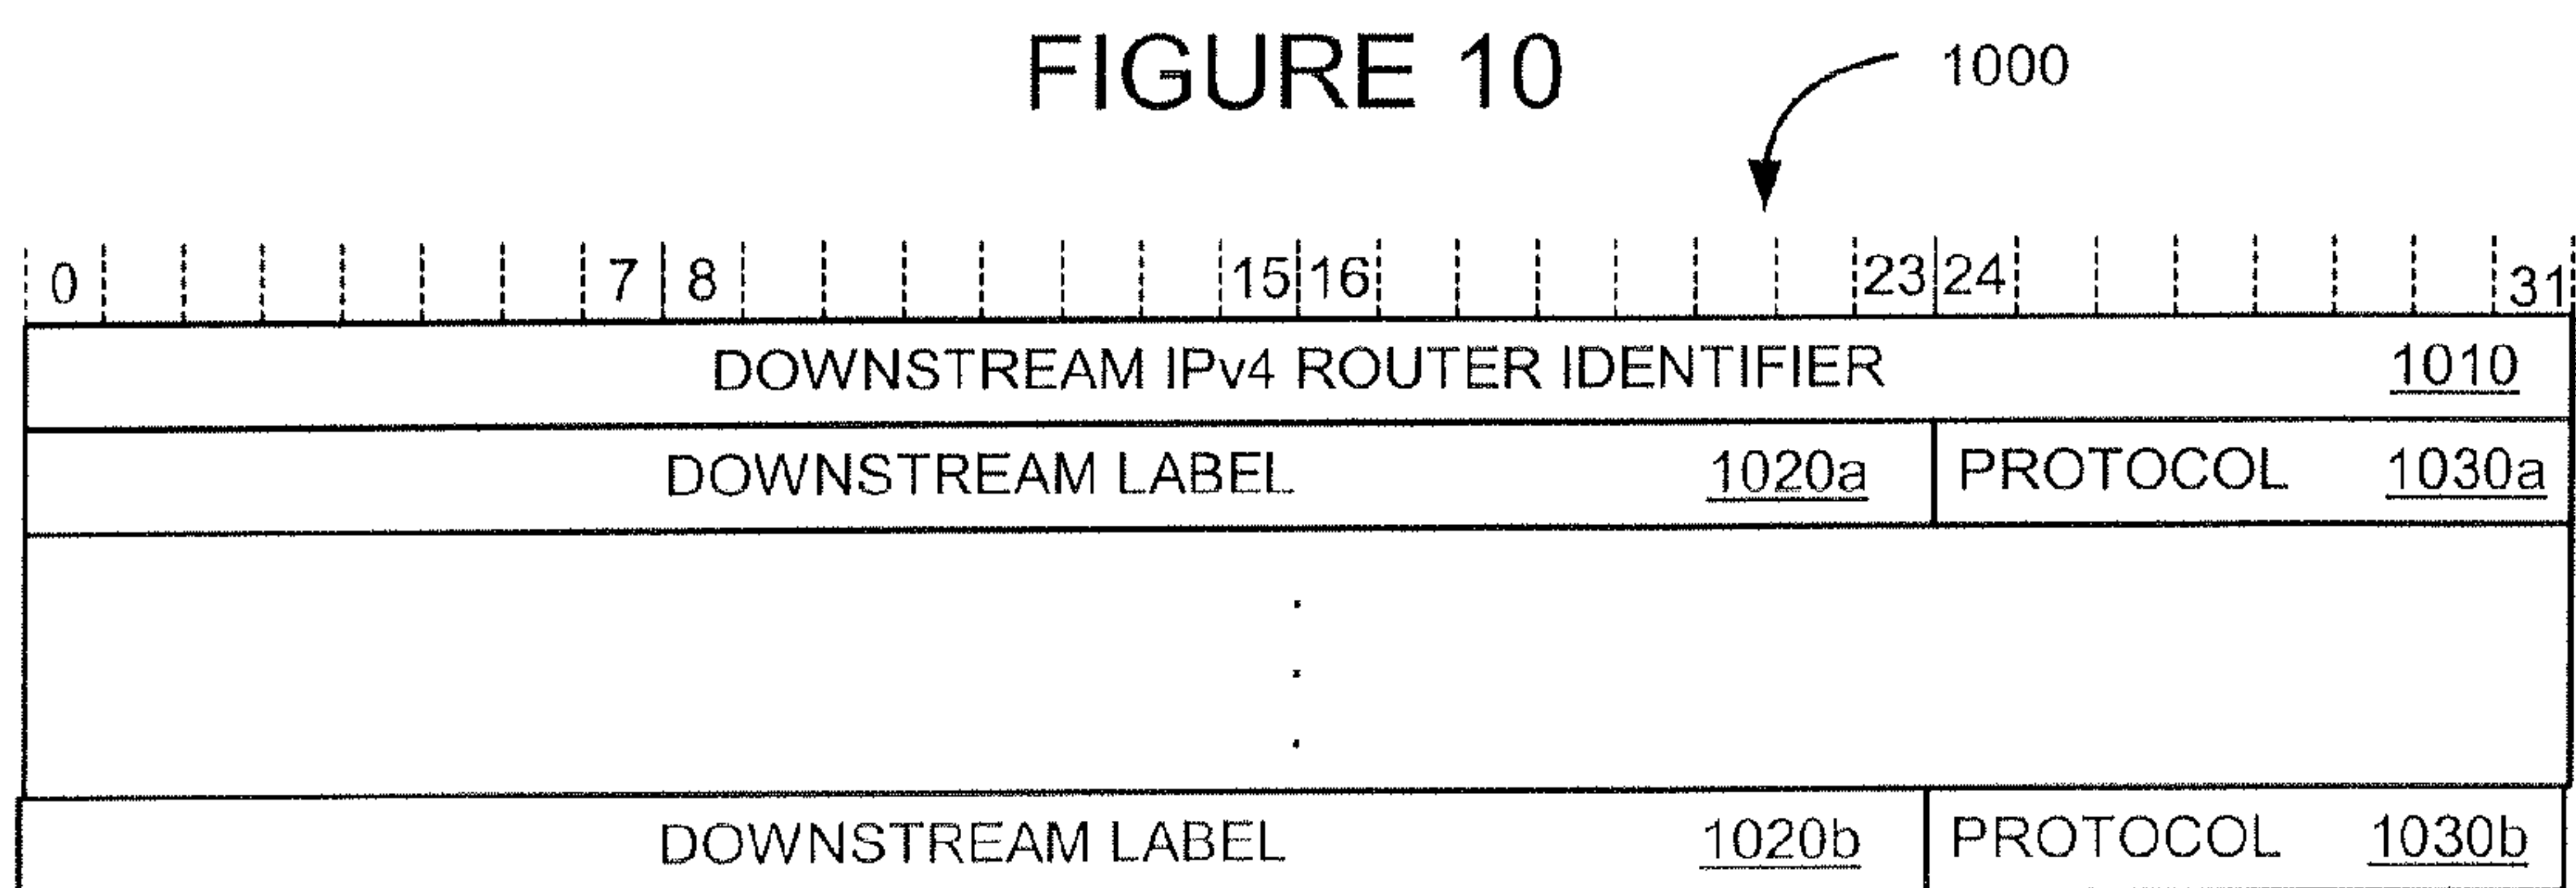 FIGURE 10
1000
0 7 8 15 16 23 24 31
DOWNSTREAM IPv4 ROUTER IDENTIFIER 1010
DOWNSTREAM LABEL 1020a PROTOCOL 1030a
DOWNSTREAM LABEL 1020b PROTOCOL 1030b